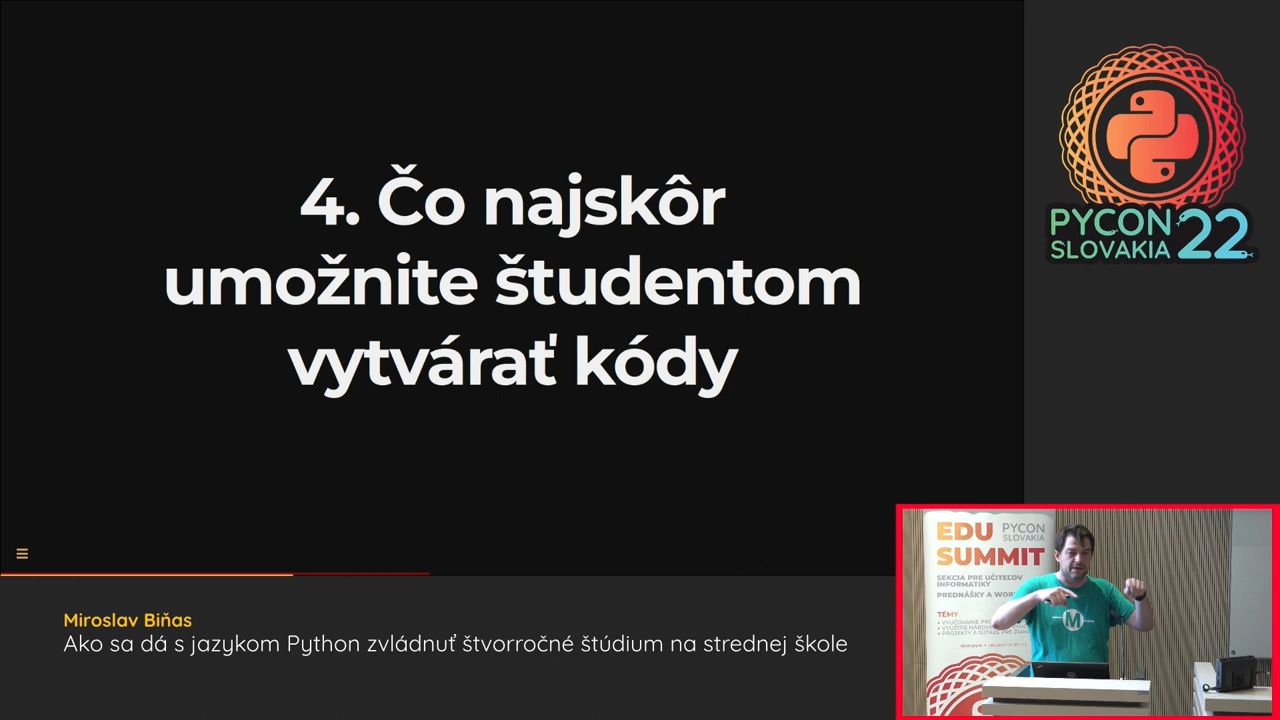 4. Čo najskôr
umožnite študentom
vytvárať kódy
PYCON
SLOVAKIA 22
EDU
SUMMIT
PYCON
SLOVAKIA
SEKCIA PRE UČITEĽOV
INFORMATIKY
PREDNÁŠKY A
TÉMY
M
Miroslav Biňas
Ako sa dá s jazykom Python zvládnuť štvorročné štúdium na strednej škole